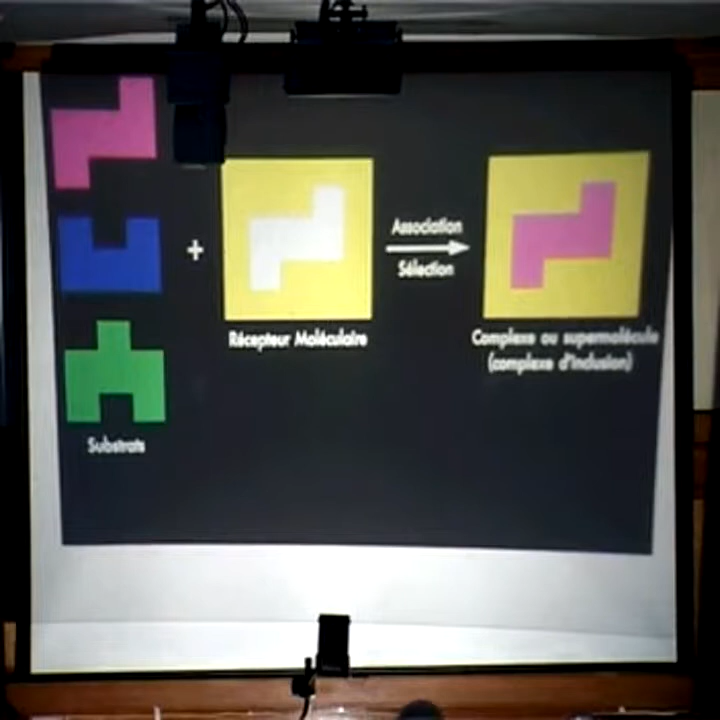 +
Association
Sélection
Récepteur Moléculaire
Complexe ou supermolécule
(complexe d'inclusion)
Substrats